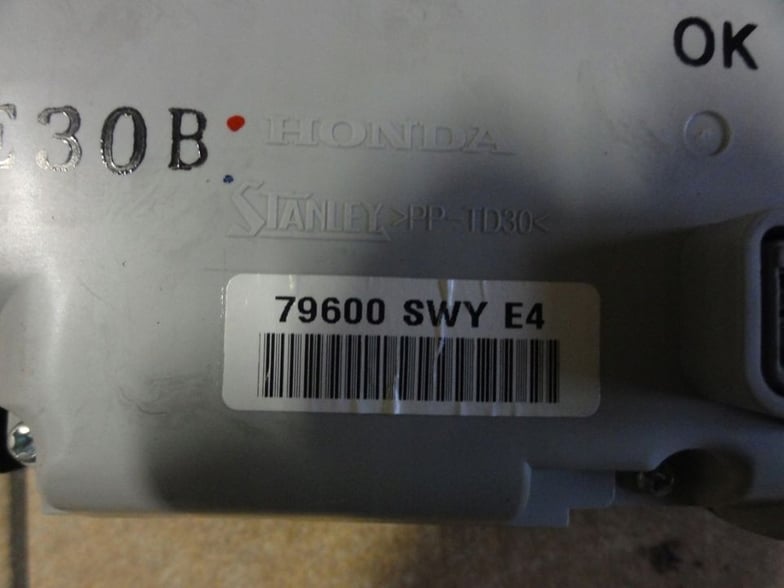 OK
E30B
HONDA
STANLEY >PP-TD30<
79600 SWY E4